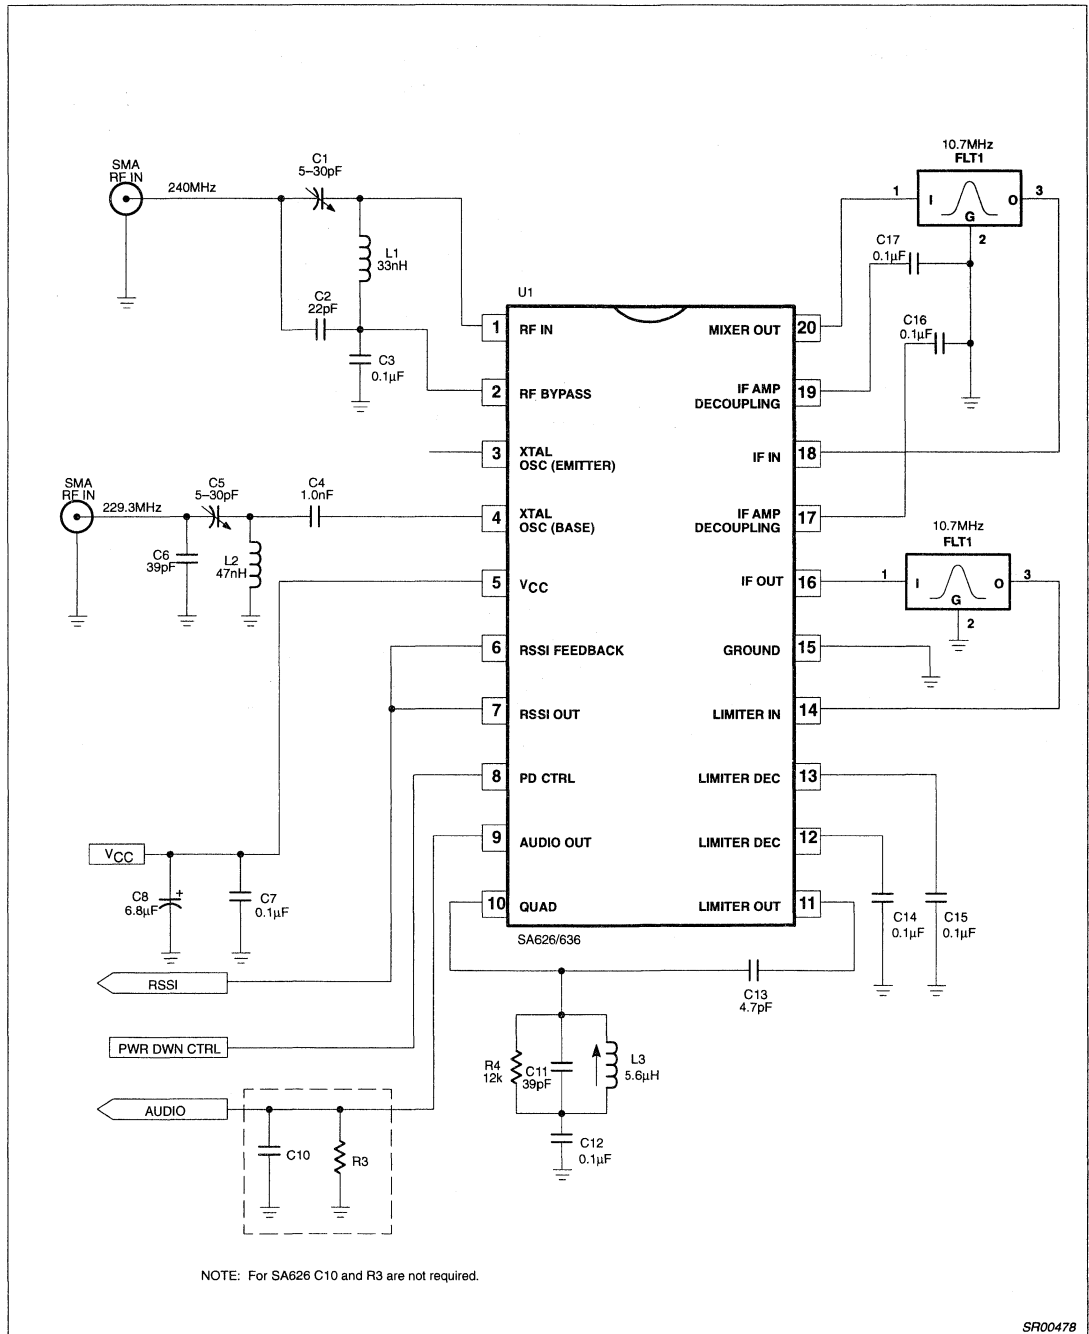 SMA
RF IN
240MHz
C1
5–30pF
L1
33nH
C2
22pF
C3
0.1µF
10.7MHz
FLT1
1
I
O
3
G
2
C17
0.1µF
C16
0.1µF
U1
1
RF IN
MIXER OUT
20
2
RF BYPASS
IF AMP
DECOUPLING
19
3
XTAL
OSC (EMITTER)
IF IN
18
SMA
RF IN
229.3MHz
C5
5–30pF
C4
1.0nF
C6
39pF
L2
47nH
4
XTAL
OSC (BASE)
IF AMP
DECOUPLING
17
10.7MHz
FLT1
1
I
O
3
G
2
5
VCC
IF OUT
16
6
RSSI FEEDBACK
GROUND
15
7
RSSI OUT
LIMITER IN
14
8
PD CTRL
LIMITER DEC
13
9
AUDIO OUT
LIMITER DEC
12
10
QUAD
LIMITER OUT
11
SA626/636
VCC
C8
+
6.8µF
C7
0.1µF
C14
0.1µF
C15
0.1µF
RSSI
C13
4.7pF
PWR DWN CTRL
R4
12k
C11
39pF
L3
5.6µH
AUDIO
C10
R3
C12
0.1µF
NOTE: For SA626 C10 and R3 are not required.
SR00478